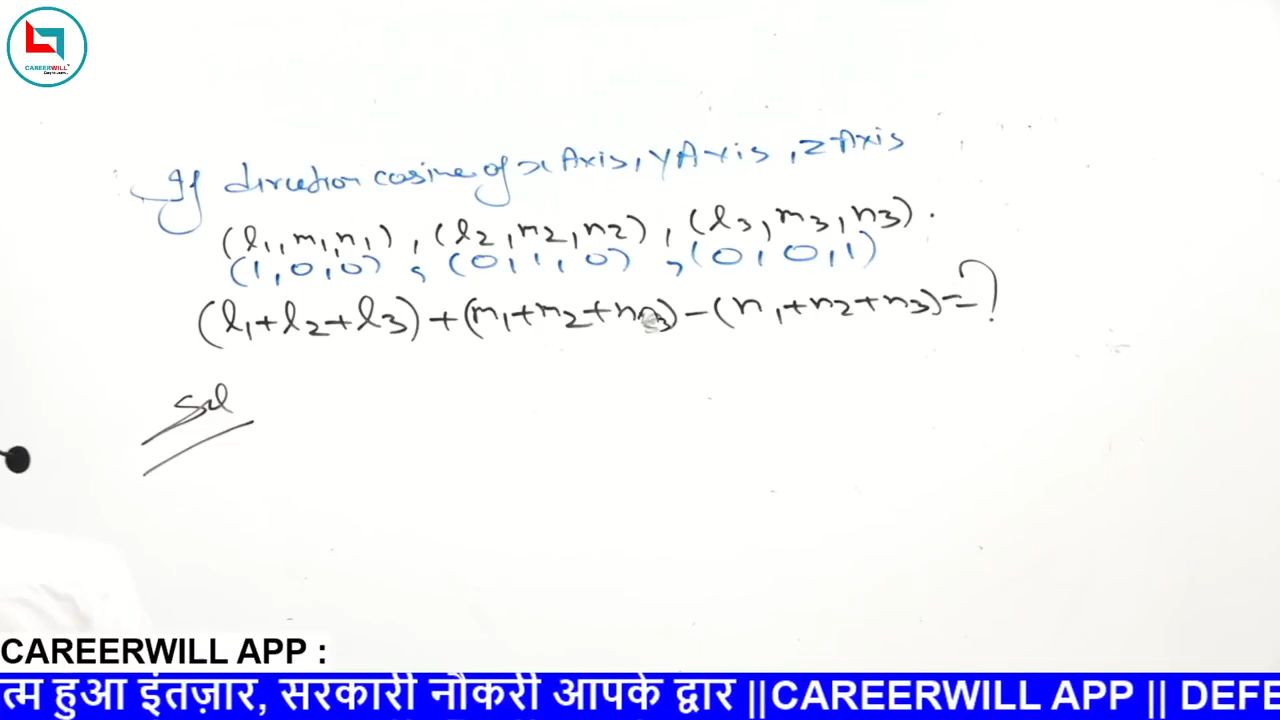 CAREERWILL
If direction cosine of x Axis, Y Axis, Z Axis
(l₁, m₁, n₁), (l₂, m₂, n₂), (l₃, m₃, n₃).
(1, 0, 0), (0, 1, 0), (0, 0, 1)
(l₁+l₂+l₃)+(m₁+m₂+m₃)-(n₁+n₂+n₃)=?
Sol
CAREERWILL APP :
त्म हुआ इंतज़ार, सरकारी नौकरी आपके द्वार ||CAREERWILL APP || DEFE